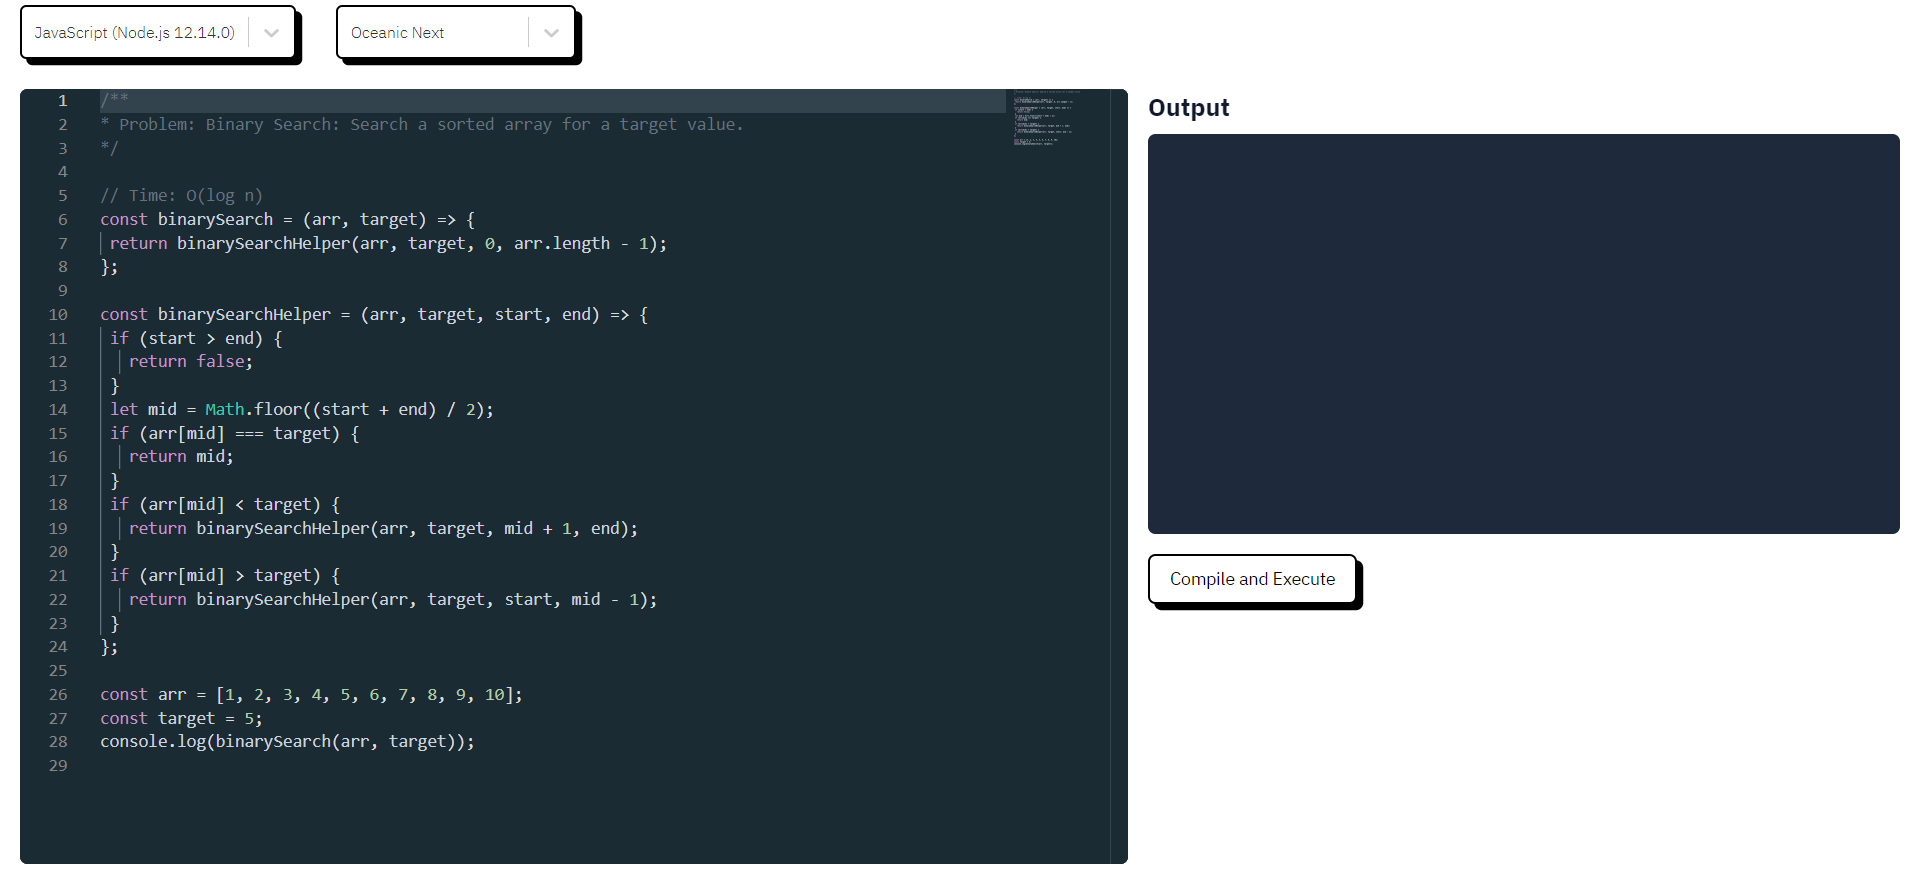 JavaScript (Node.js 12.14.0)
Oceanic Next
1 /**
2 * Problem: Binary Search: Search a sorted array for a target value.
3 */
4
5 // Time: O(log n)
6 const binarySearch = (arr, target) => {
7 return binarySearchHelper(arr, target, 0, arr.length - 1);
8 };
9
10 const binarySearchHelper = (arr, target, start, end) => {
11 if (start > end) {
12 return false;
13 }
14 let mid = Math.floor((start + end) / 2);
15 if (arr[mid] === target) {
16 return mid;
17 }
18 if (arr[mid] < target) {
19 return binarySearchHelper(arr, target, mid + 1, end);
20 }
21 if (arr[mid] > target) {
22 return binarySearchHelper(arr, target, start, mid - 1);
23 }
24 };
25
26 const arr = [1, 2, 3, 4, 5, 6, 7, 8, 9, 10];
27 const target = 5;
28 console.log(binarySearch(arr, target));
29
Output
Compile and Execute